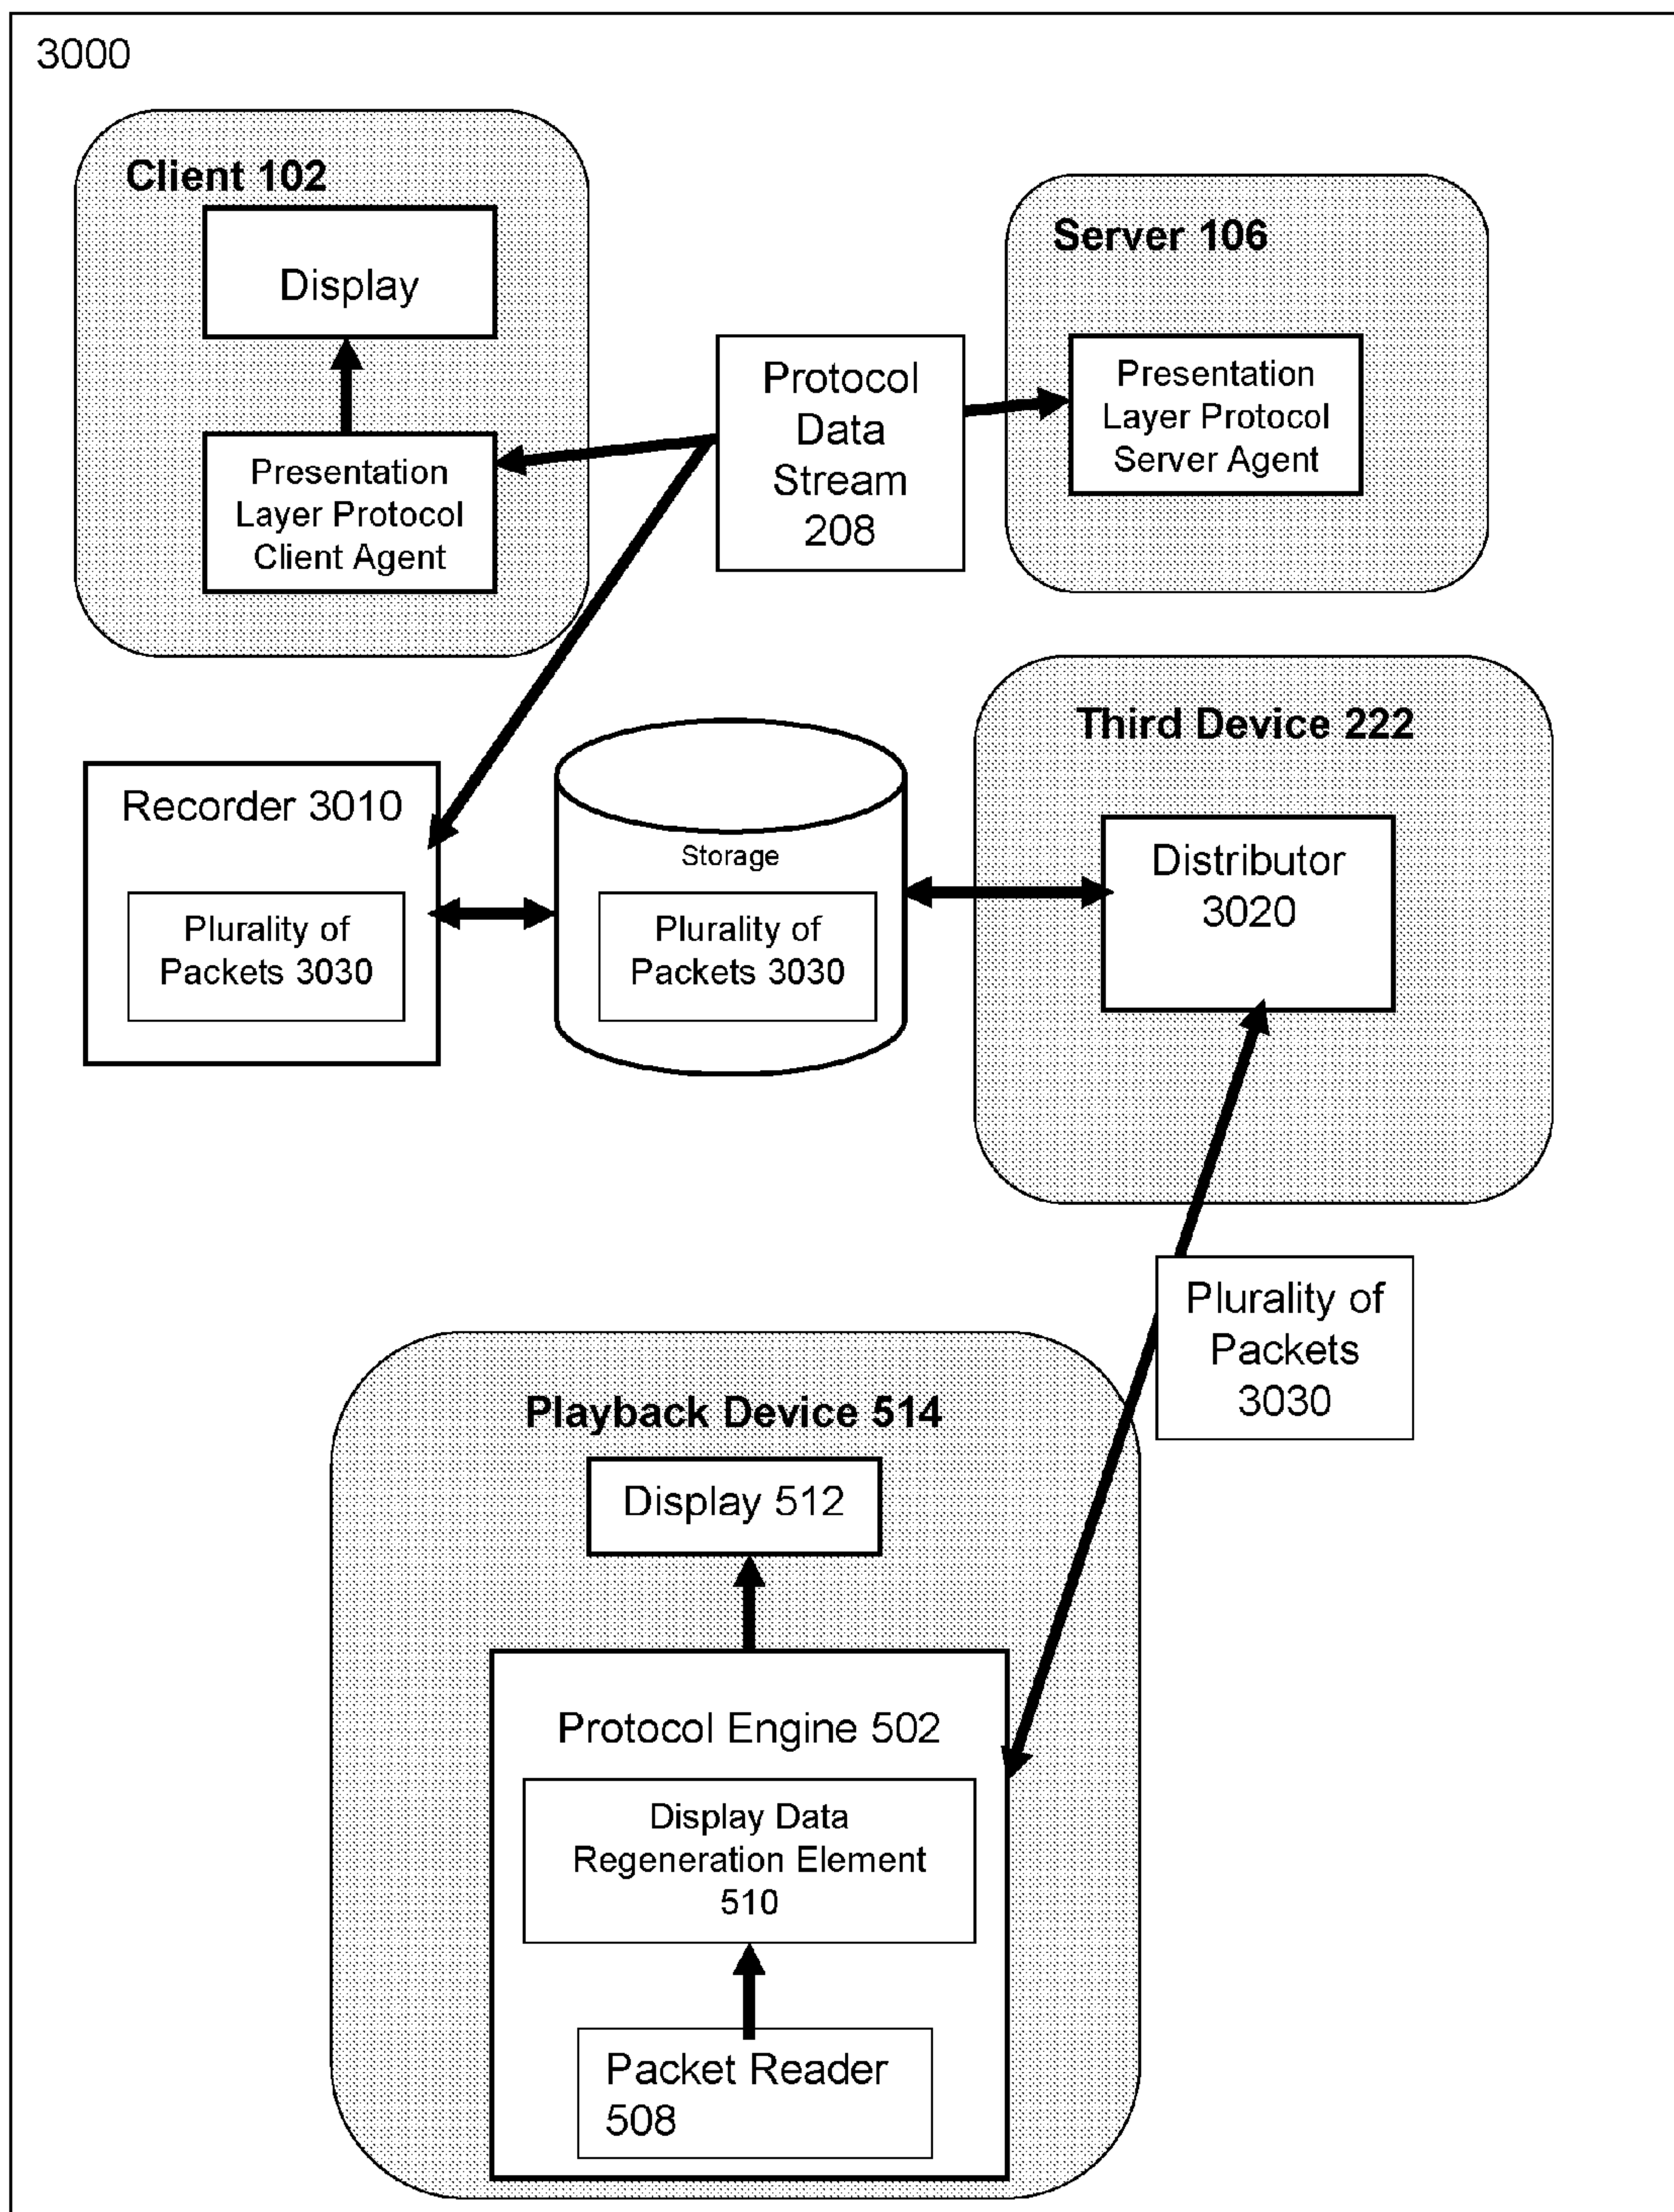 3000
Client 102
Display
Presentation
Layer Protocol
Client Agent
Protocol
Data
Stream
208
Server 106
Presentation
Layer Protocol
Server Agent
Recorder 3010
Plurality of
Packets 3030
Storage
Plurality of
Packets 3030
Third Device 222
Distributor
3020
Plurality of
Packets
3030
Playback Device 514
Display 512
Protocol Engine 502
Display Data
Regeneration Element
510
Packet Reader
508